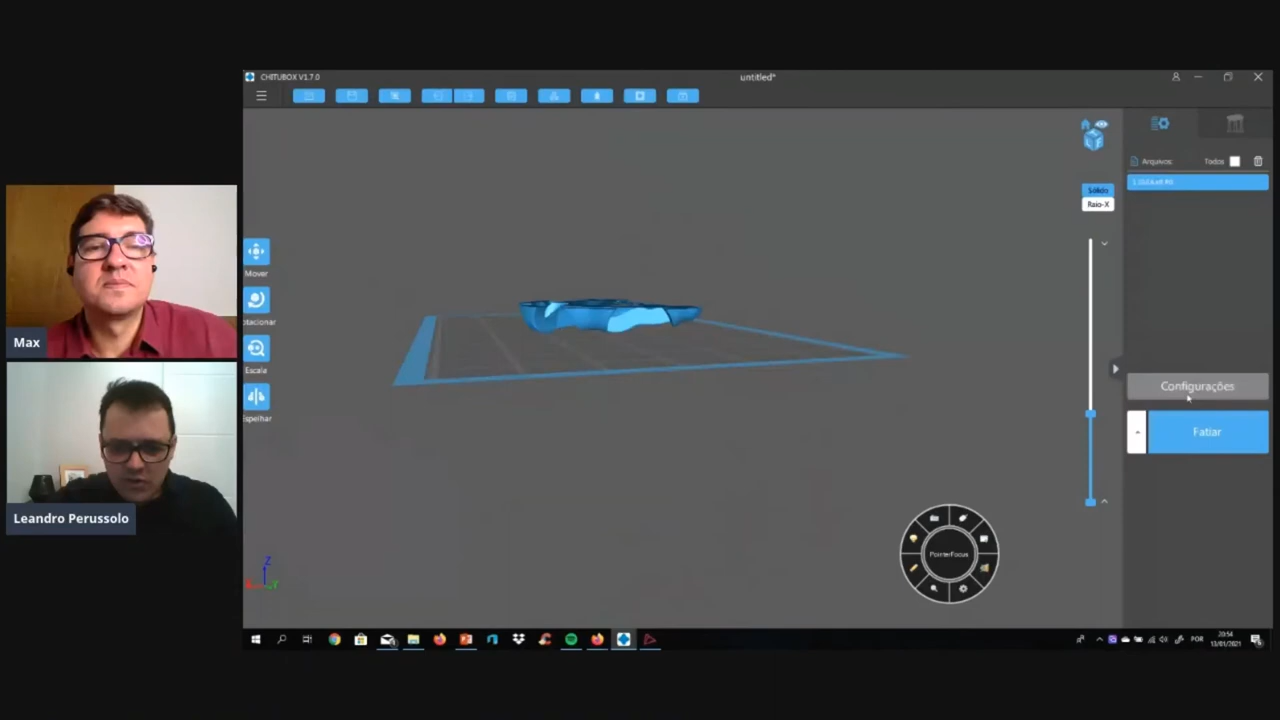 CHITUBOX V1.7.0
untitled*
Arquivos:
Todos
Sólido
Raio-X
Mover
otacionar
Escala
Espelhar
Max
Leandro Perussolo
Configurações
Fatiar
PointerFocus
Z
POR
20:54
13/01/2021